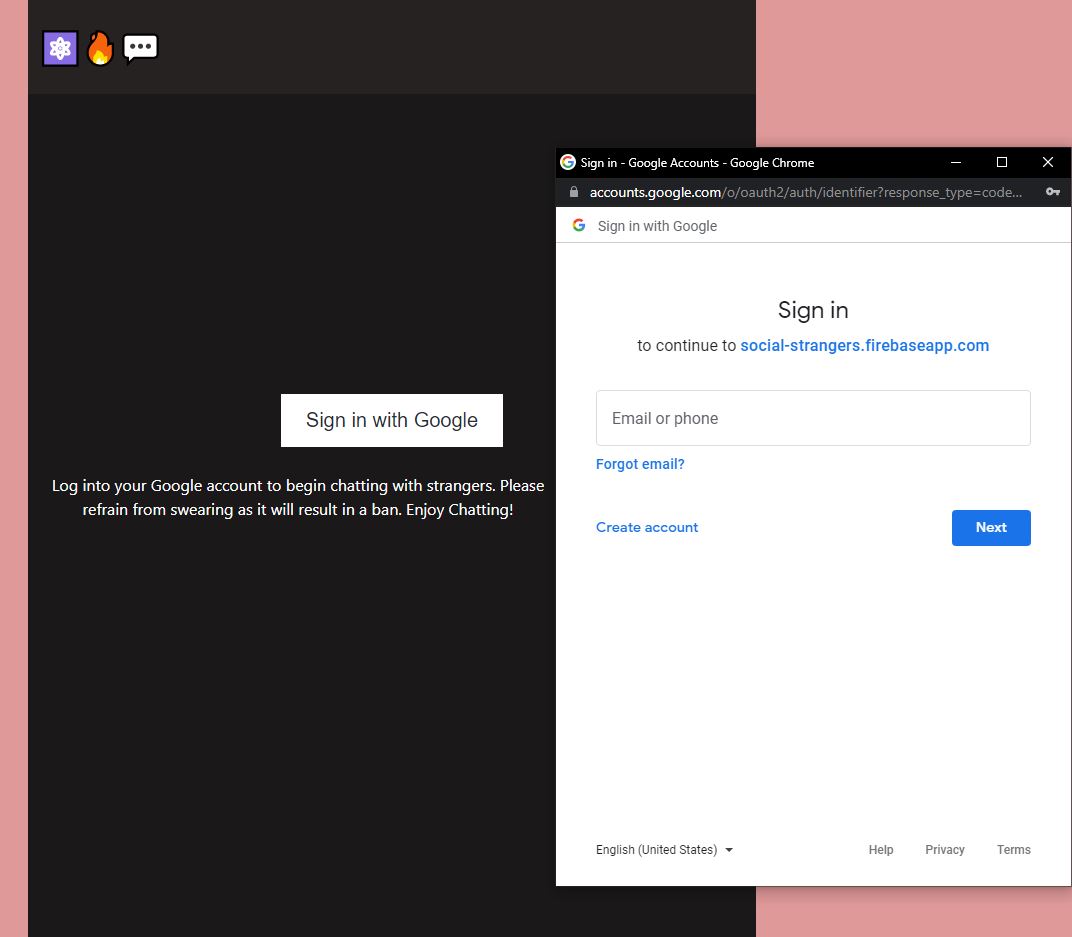 Sign in with Google
Log into your Google account to begin chatting with strangers. Please
refrain from swearing as it will result in a ban. Enjoy Chatting!
Sign in - Google Accounts - Google Chrome
accounts.google.com/o/oauth2/auth/identifier?response_type=code...
Sign in with Google
Sign in
to continue to social-strangers.firebaseapp.com
Email or phone
Forgot email?
Create account
Next
English (United States)
Help
Privacy
Terms